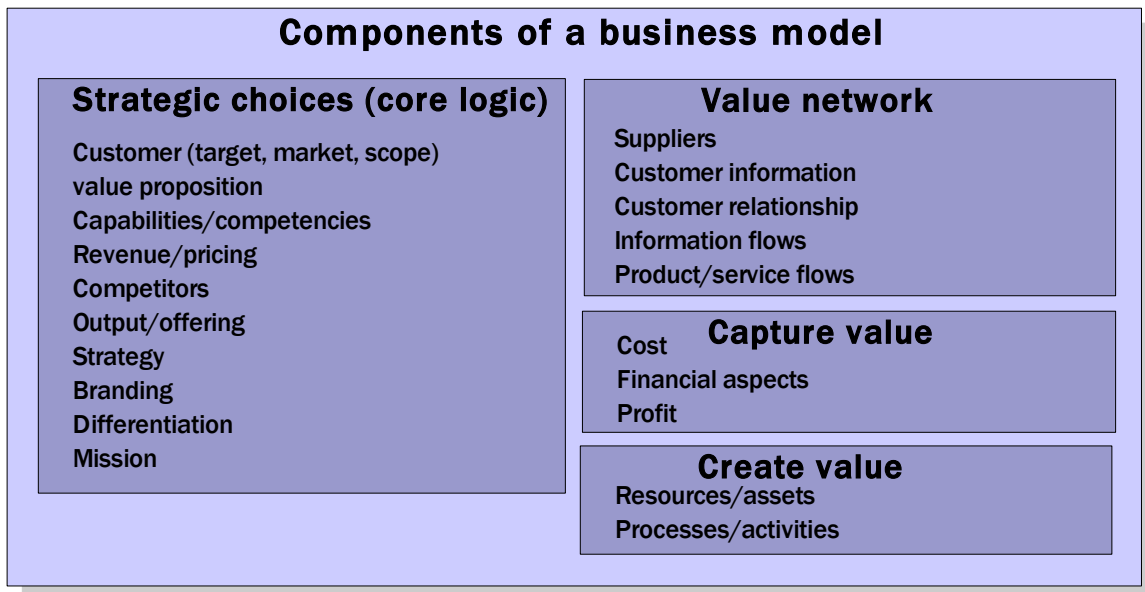 Components of a business model
Strategic choices (core logic)
Customer (target, market, scope)
value proposition
Capabilities/competencies
Revenue/pricing
Competitors
Output/offering
Strategy
Branding
Differentiation
Mission
Value network
Suppliers
Customer information
Customer relationship
Information flows
Product/service flows
Capture value
Cost
Financial aspects
Profit
Create value
Resources/assets
Processes/activities